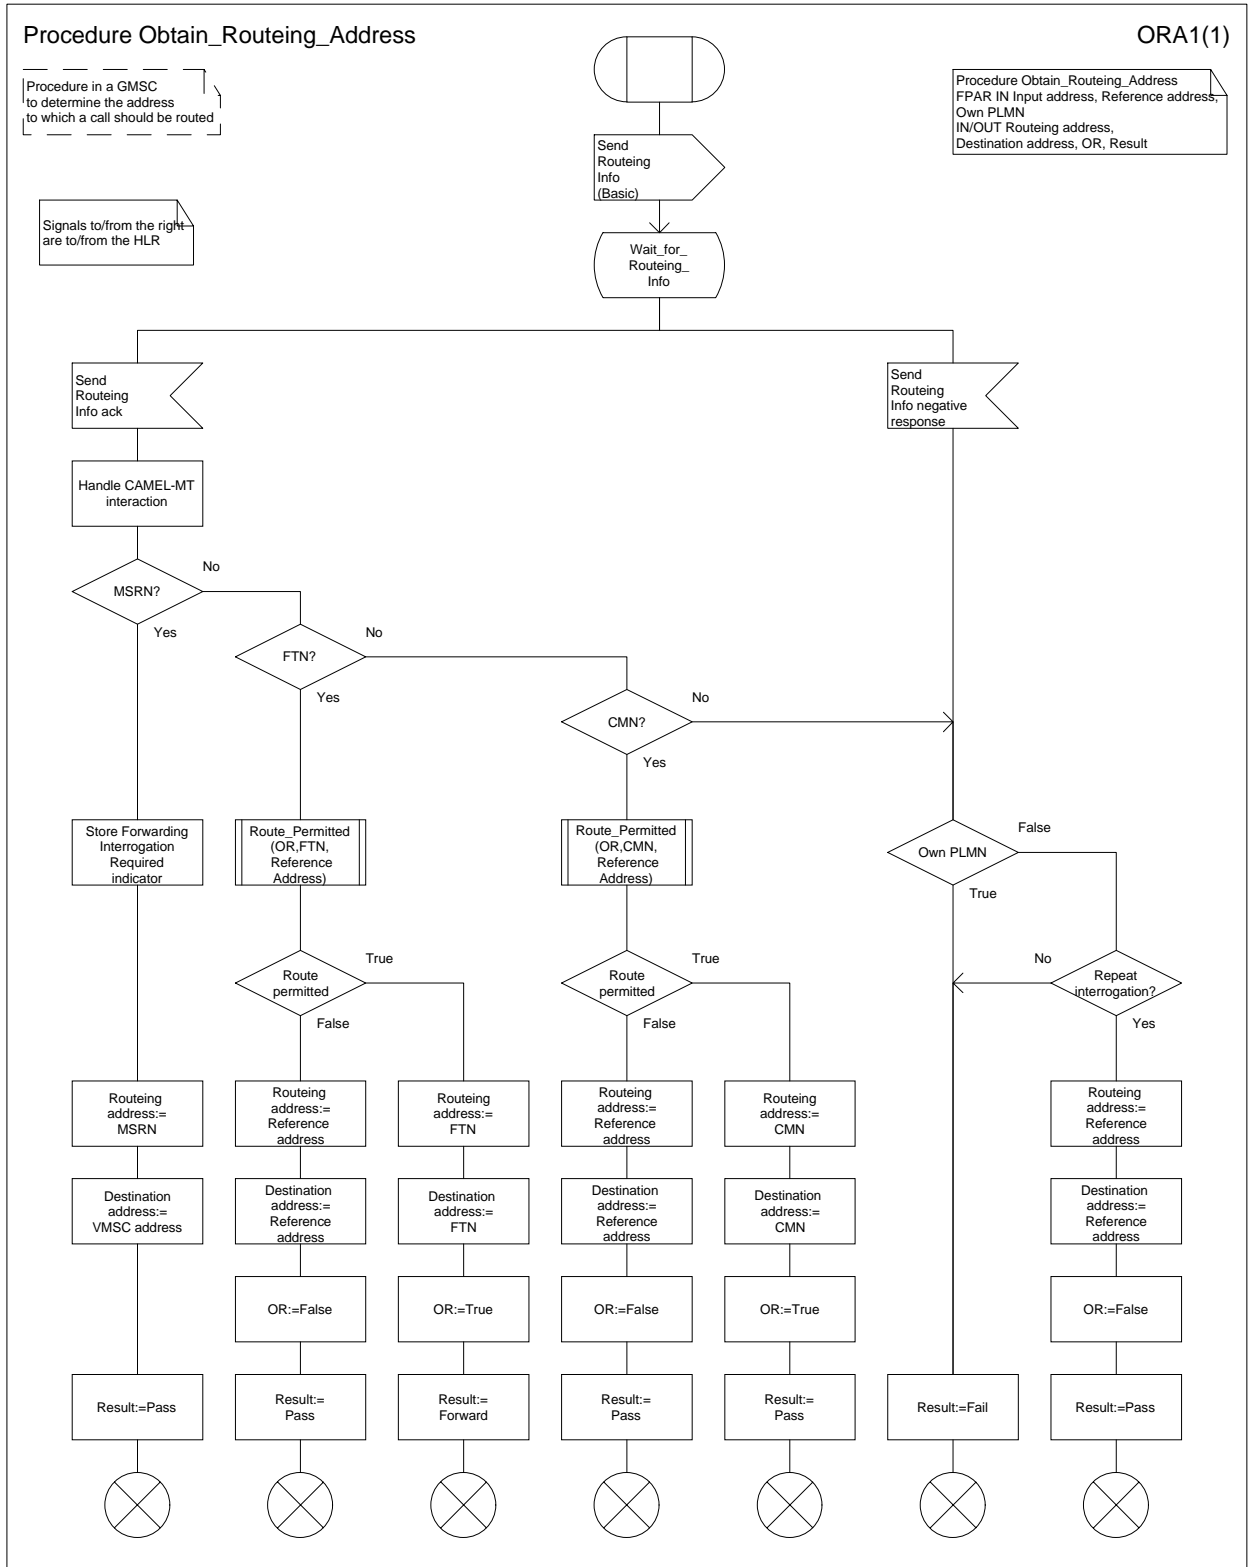 Procedure Obtain_Routeing_Address
ORA1(1)
Procedure in a GMSC
to determine the address
to which a call should be routed
Procedure Obtain_Routeing_Address
FPAR IN Input address, Reference address,
Own PLMN
IN/OUT Routeing address,
Destination address, OR, Result
Signals to/from the right
are to/from the HLR
Send
Routeing
Info
(Basic)
Wait_for_
Routeing_
Info
Send
Routeing
Info ack
Send
Routeing
Info negative
response
Handle CAMEL-MT
interaction
MSRN?
No
Yes
FTN?
No
Yes
CMN?
No
Yes
Store Forwarding
Interrogation
Required
indicator
Route_Permitted
(OR,FTN,
Reference
Address)
Route_Permitted
(OR,CMN,
Reference
Address)
Own PLMN
False
True
Route
permitted
True
False
Route
permitted
True
False
Repeat
interrogation?
No
Yes
Routeing
address:=
MSRN
Routeing
address:=
Reference
address
Routeing
address:=
FTN
Routeing
address:=
Reference
address
Routeing
address:=
CMN
Routeing
address:=
Reference
address
Destination
address:=
VMSC address
Destination
address:=
Reference
address
Destination
address:=
FTN
Destination
address:=
Reference
address
Destination
address:=
CMN
Destination
address:=
Reference
address
OR:=False
OR:=True
OR:=False
OR:=True
OR:=False
Result:=Pass
Result:=
Pass
Result:=
Forward
Result:=
Pass
Result:=
Pass
Result:=Fail
Result:=Pass